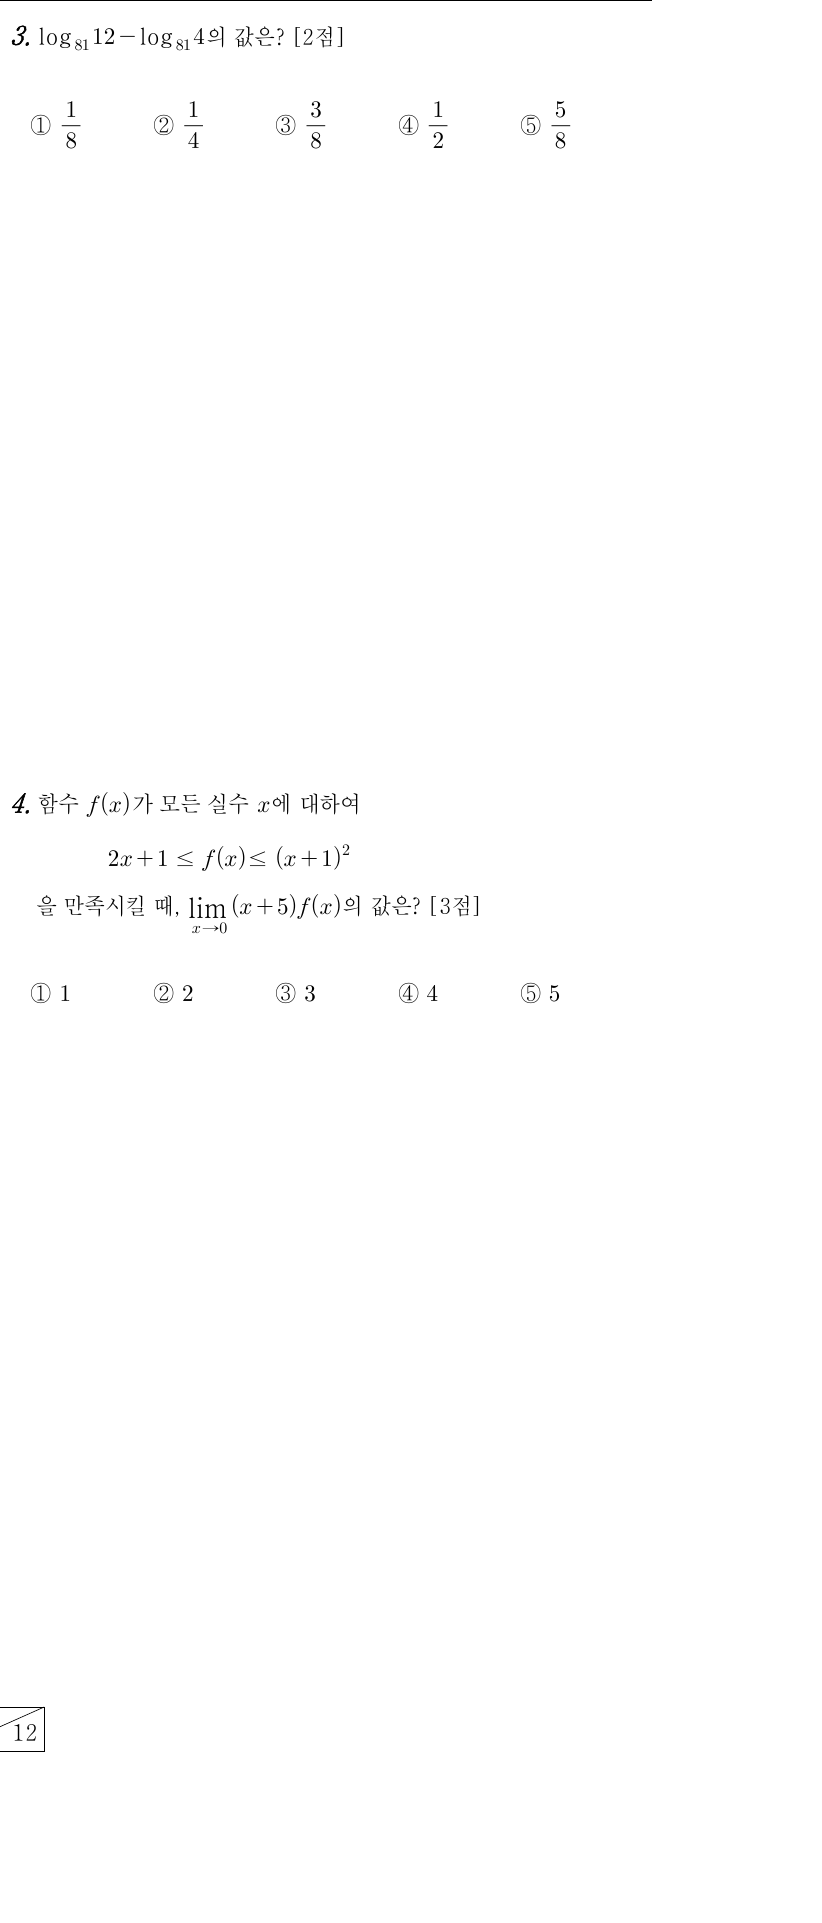 3. log₈₁12－log₈₁4의 값은? [2점]
① 1/8 ② 1/4 ③ 3/8 ④ 1/2 ⑤ 5/8
4. 함수 f(x)가 모든 실수 x에 대하여
2x+1 ≤ f(x) ≤ (x+1)²
을 만족시킬 때, lim x→0 (x+5)f(x)의 값은? [3점]
① 1 ② 2 ③ 3 ④ 4 ⑤ 5
12